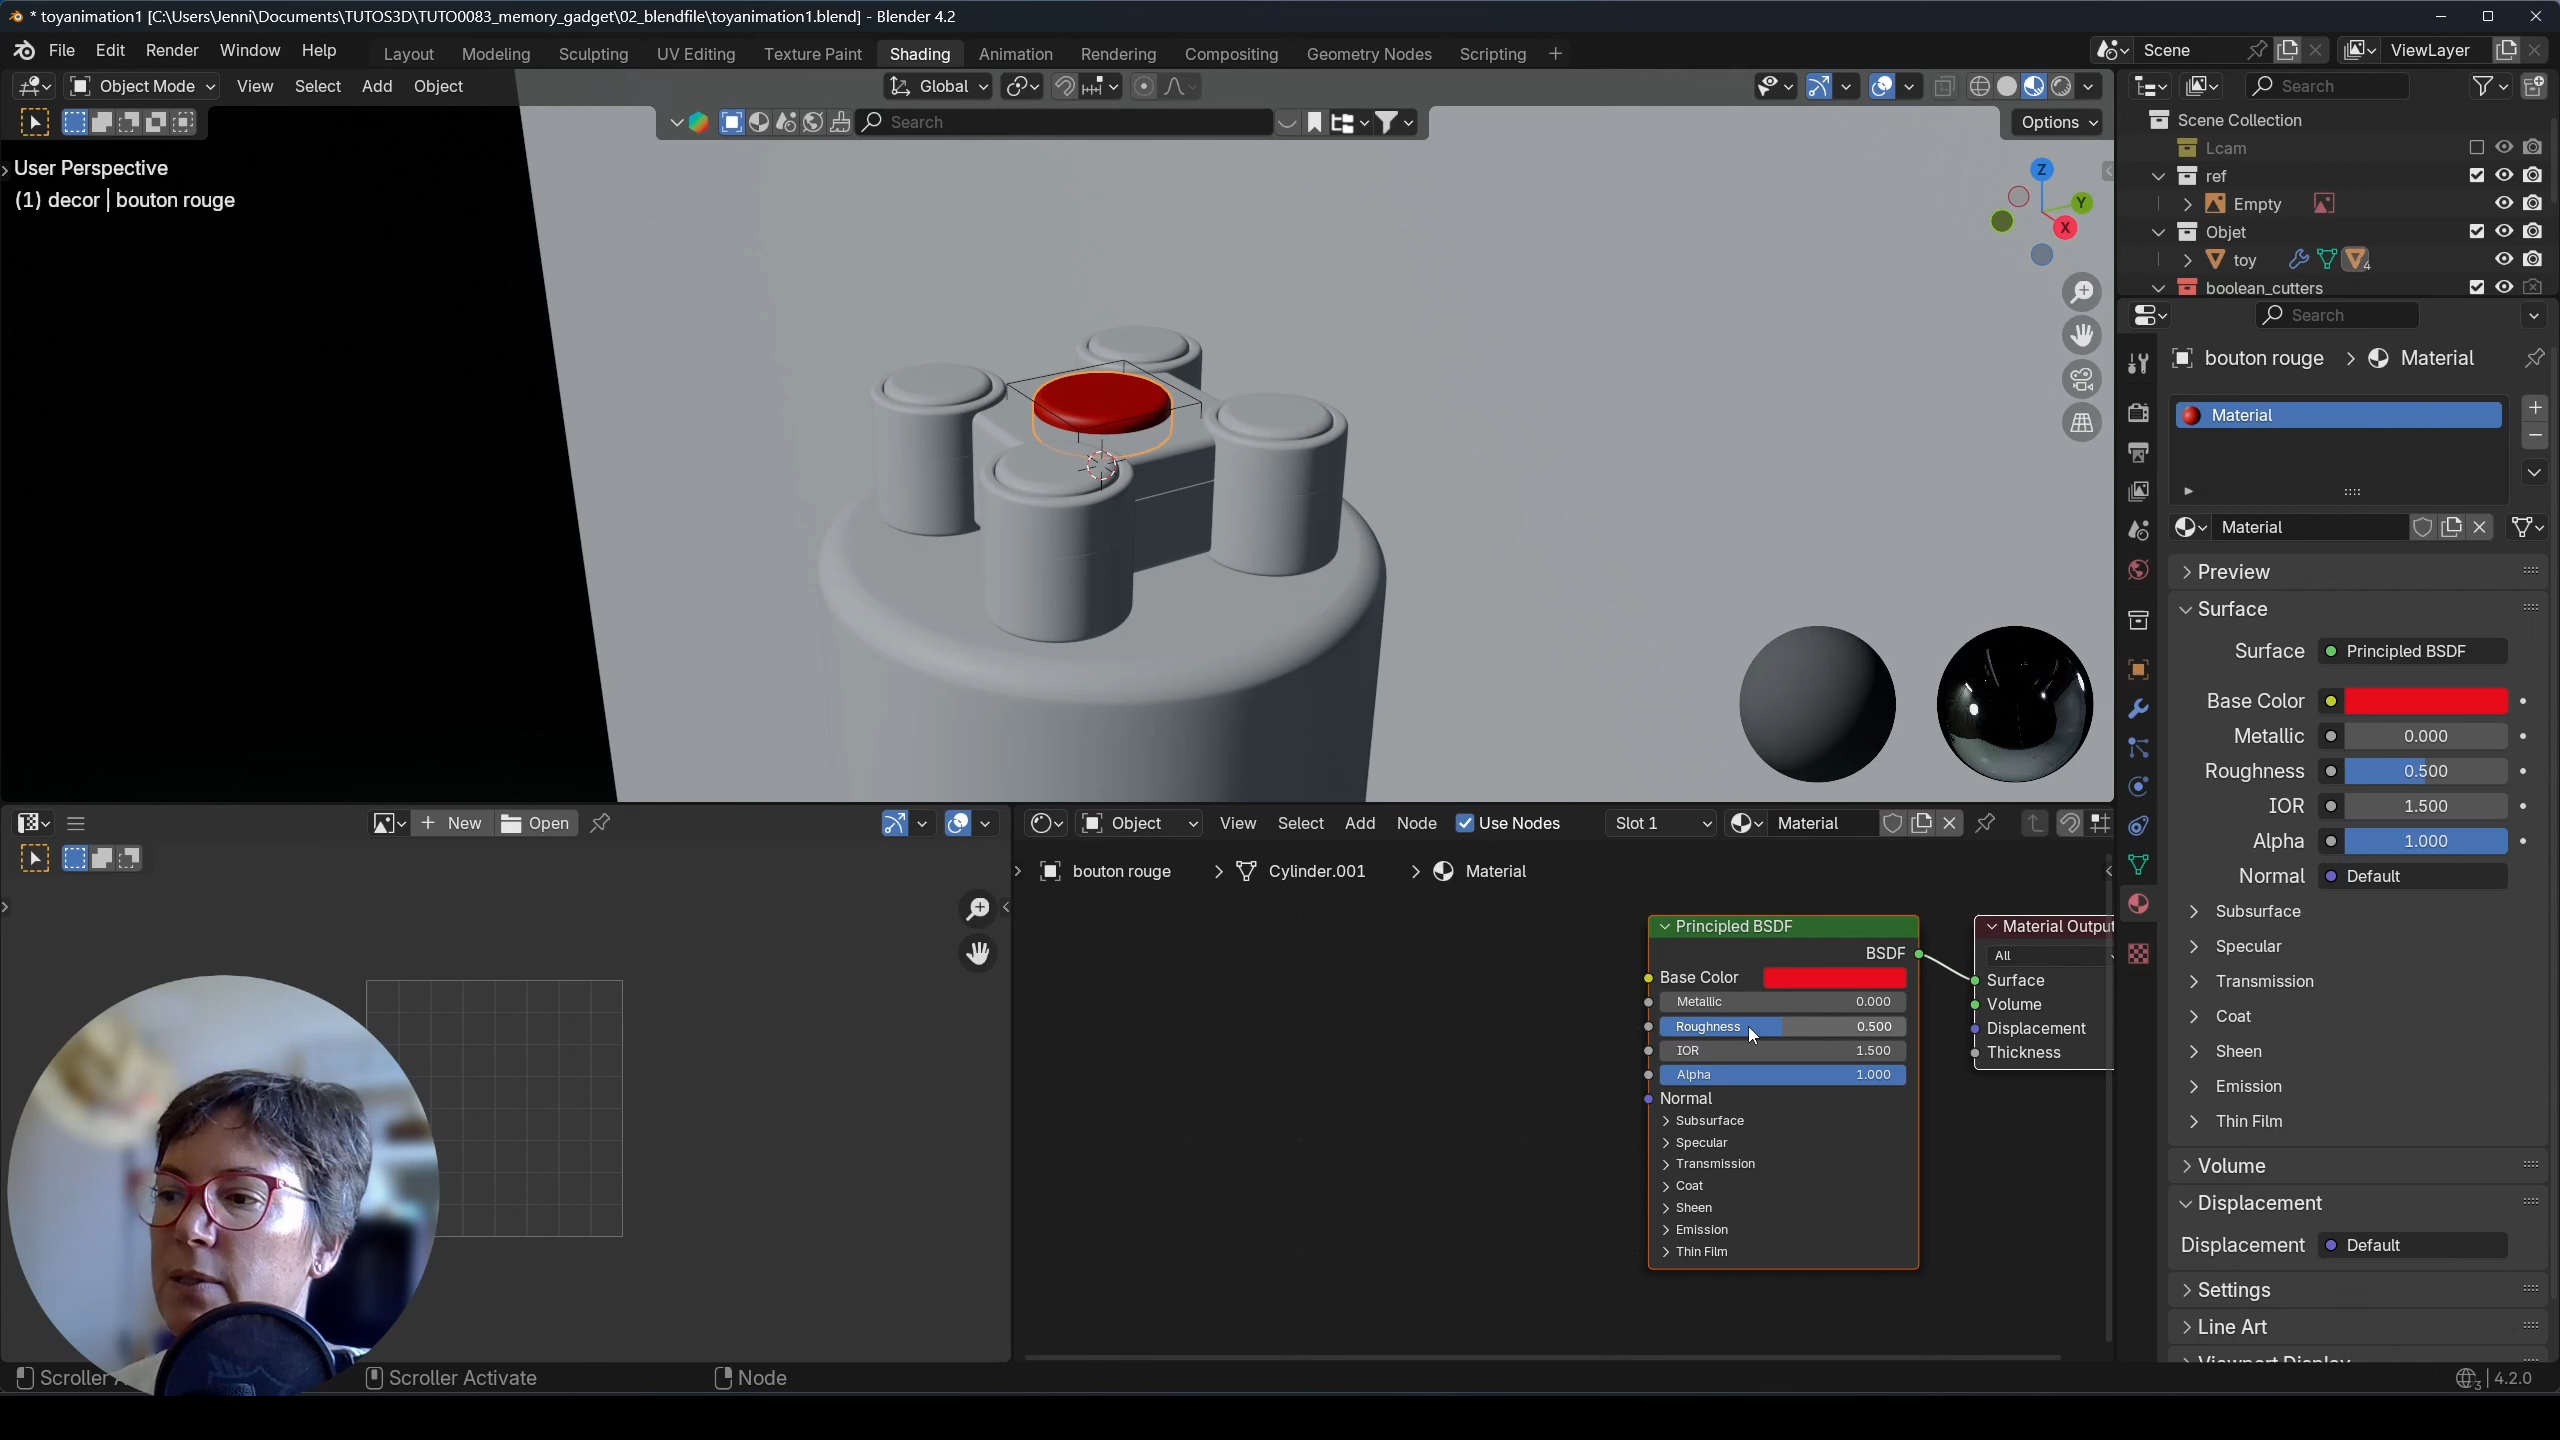 * toyanimation1 [C:\Users\Jenni\Documents\TUTOS3D\TUTO0083_memory_gadget\02_blendfile\toyanimation1.blend] - Blender 4.2
File Edit Render Window Help Layout Modeling Sculpting UV Editing Texture Paint Shading Animation Rendering Compositing Geometry Nodes Scripting + Scene ViewLayer
Object Mode View Select Add Object Global Search
Search Options
User Perspective
(1) decor | bouton rouge
Z
Y
X
Scene Collection
Lcam
ref
Empty
Objet
toy 4
boolean_cutters
Search
bouton rouge > Material
Material
Material
Preview
Surface
Surface Principled BSDF
Base Color
Metallic 0.000
Roughness 0.500
IOR 1.500
Alpha 1.000
Normal Default
Subsurface
Specular
Transmission
Coat
Sheen
Emission
Thin Film
Volume
Displacement
Displacement Default
Settings
Line Art
New Open
Object View Select Add Node Use Nodes Slot 1 Material
bouton rouge > Cylinder.001 > Material
Principled BSDF
BSDF
Base Color
Metallic 0.000
Roughness 0.500
IOR 1.500
Alpha 1.000
Normal
Subsurface
Specular
Transmission
Coat
Sheen
Emission
Thin Film
Material Output
All
Surface
Volume
Displacement
Thickness
Scroller Scroller Activate Node 3 4.2.0